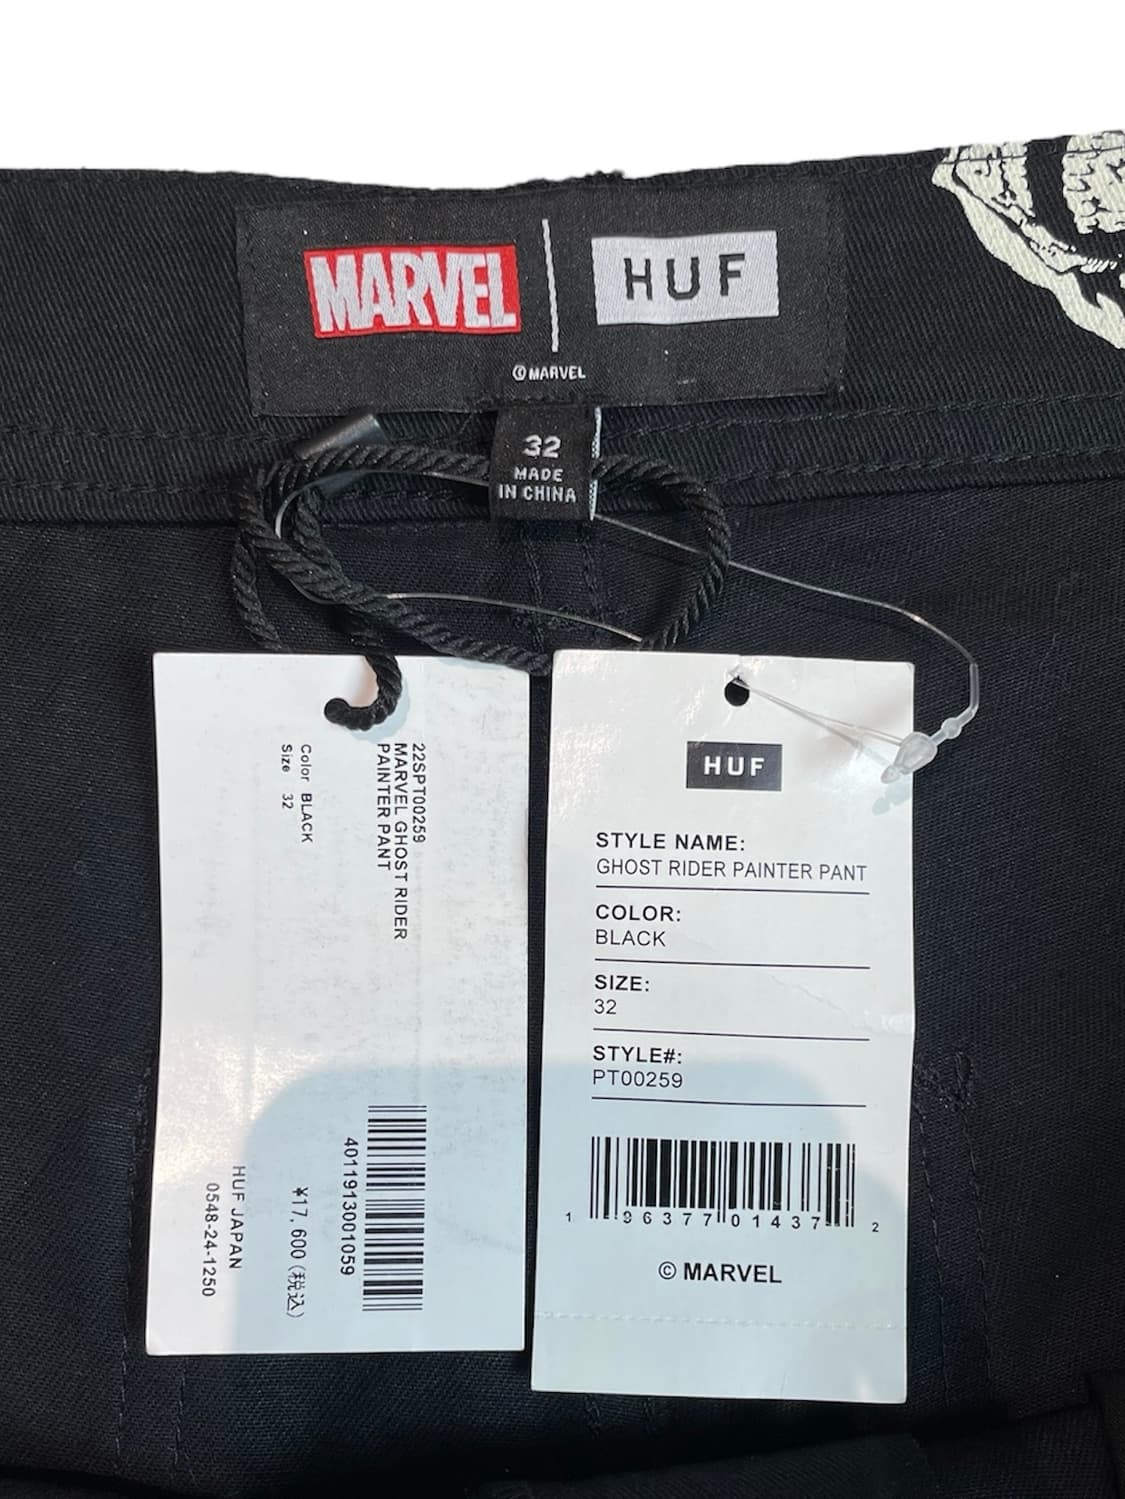 MARVEL
HUF
© MARVEL
32
MADE
IN CHINA
22SPT00259
MARVEL GHOST RIDER
PAINTER PANT
Color BLACK
Size 32
4011913001059
¥17,600 (税込)
HUF JAPAN
0548-24-1250
HUF
STYLE NAME:
GHOST RIDER PAINTER PANT
COLOR:
BLACK
SIZE:
32
STYLE#:
PT00259
1 96377 01437 2
© MARVEL